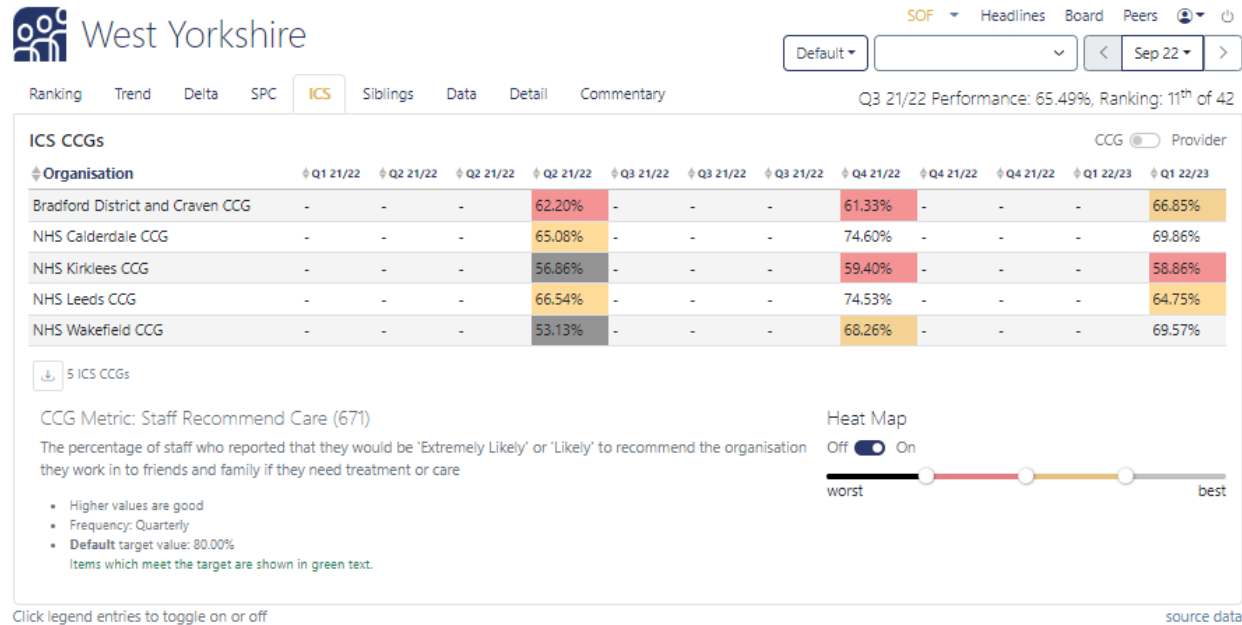 West Yorkshire
SOF Headlines Board Peers
Default Sep 22
Ranking Trend Delta SPC ICS Siblings Data Detail Commentary
Q3 21/22 Performance: 65.49%, Ranking: 11th of 42
ICS CCGs
CCG Provider
Organisation Q1 21/22 Q2 21/22 Q2 21/22 Q2 21/22 Q3 21/22 Q3 21/22 Q3 21/22 Q4 21/22 Q4 21/22 Q4 21/22 Q1 22/23 Q1 22/23
Bradford District and Craven CCG - - - 62.20% - - - 61.33% - - - 66.85%
NHS Calderdale CCG - - - 65.08% - - - 74.60% - - - 69.86%
NHS Kirklees CCG - - - 56.86% - - - 59.40% - - - 58.86%
NHS Leeds CCG - - - 66.54% - - - 74.53% - - - 64.75%
NHS Wakefield CCG - - - 53.13% - - - 68.26% - - - 69.57%
5 ICS CCGs
CCG Metric: Staff Recommend Care (671)
The percentage of staff who reported that they would be 'Extremely Likely' or 'Likely' to recommend the organisation
they work in to friends and family if they need treatment or care
Higher values are good
Frequency: Quarterly
Default target value: 80.00%
Items which meet the target are shown in green text.
Heat Map
Off On
worst best
Click legend entries to toggle on or off
source data